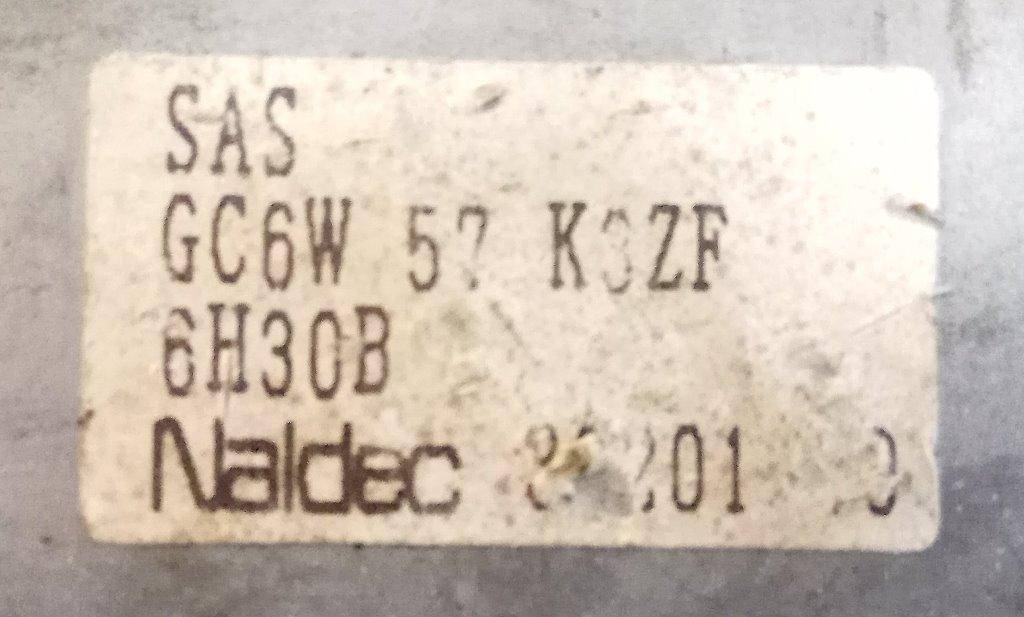 SAS
GC6W 57
6H30B
Naldec